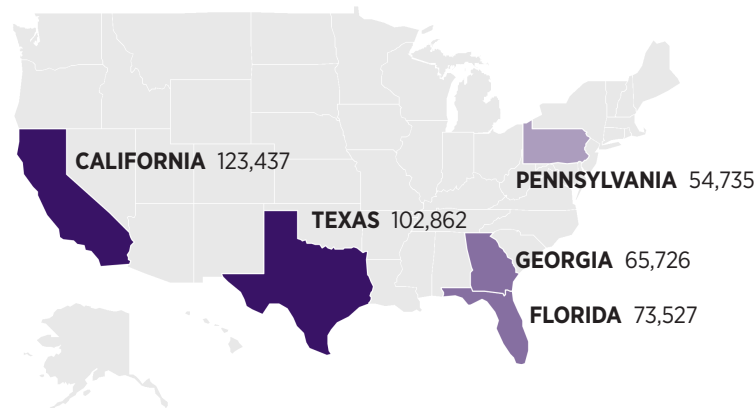 CALIFORNIA 123,437
PENNSYLVANIA 54,735
TEXAS 102,862
GEORGIA 65,726
FLORIDA 73,527